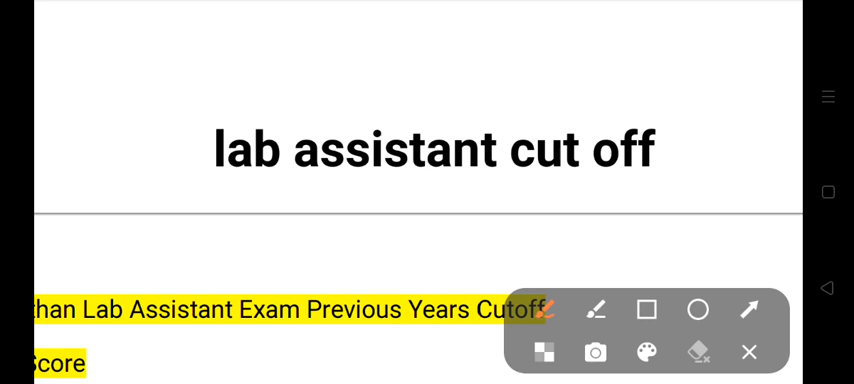 lab assistant cut off
than Lab Assistant Exam Previous Years Cutoff
Score